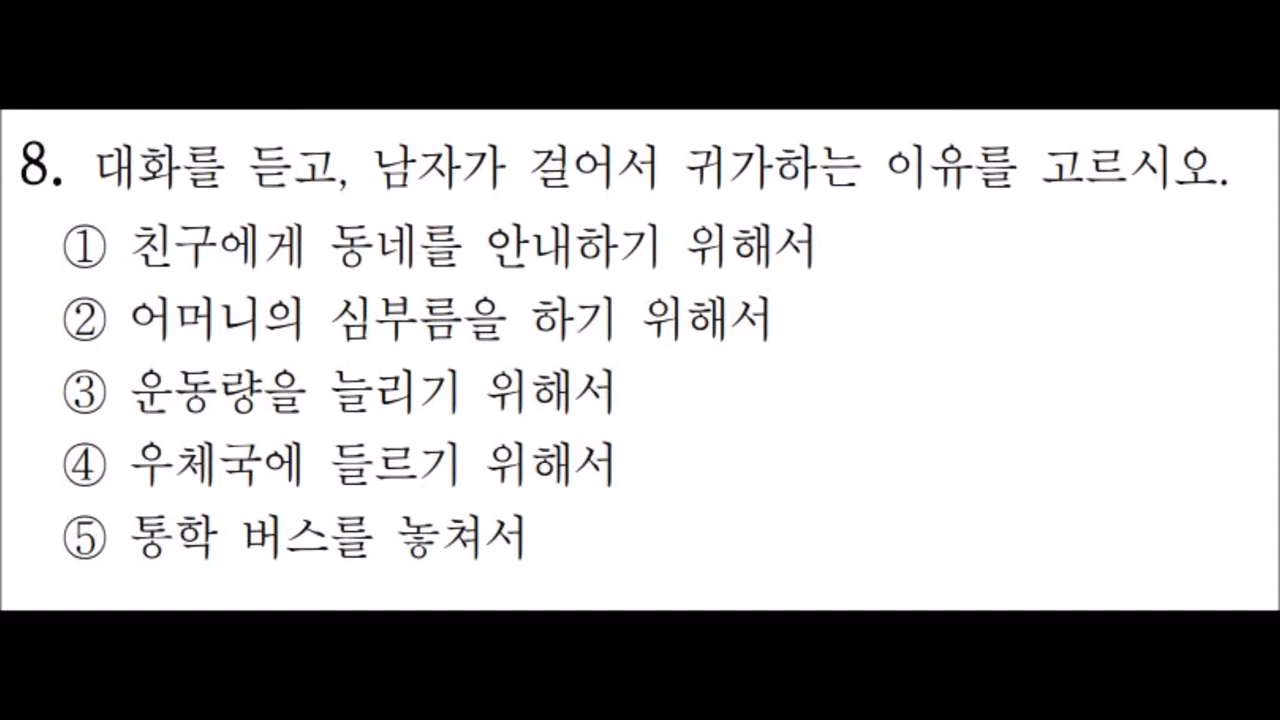 8. 대화를 듣고, 남자가 걸어서 귀가하는 이유를 고르시오.
① 친구에게 동네를 안내하기 위해서
② 어머니의 심부름을 하기 위해서
③ 운동량을 늘리기 위해서
④ 우체국에 들르기 위해서
⑤ 통학 버스를 놓쳐서